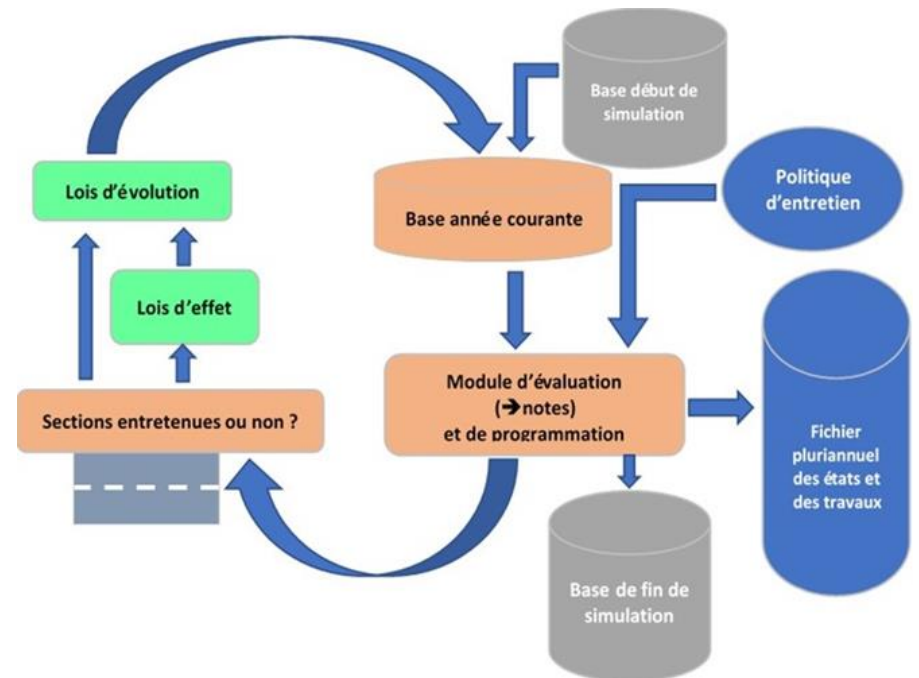 Base début de
simulation
Politique
d'entretien
Lois d'évolution
Base année courante
Lois d'effet
Module d'évaluation
(➔notes)
et de programmation
Sections entretenues ou non ?
Fichier
pluriannuel
des états et
des travaux
Base de fin de
simulation